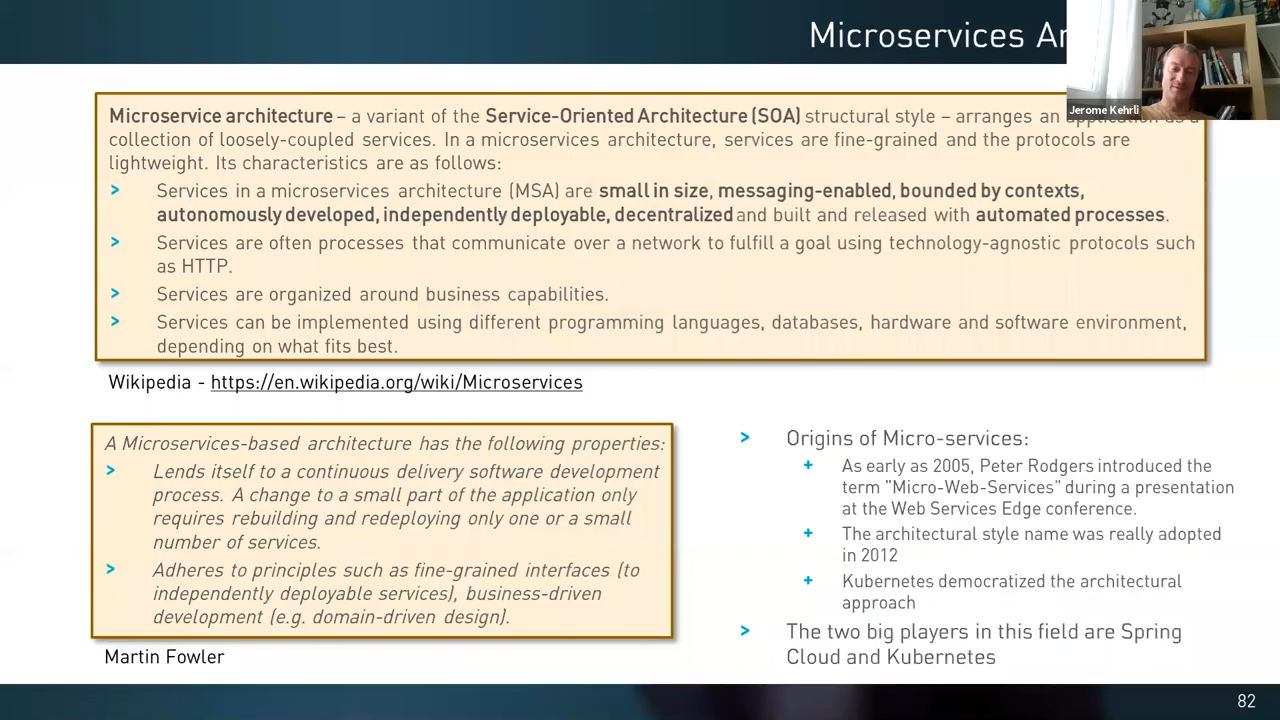 Microservices Ar
Jerome Kehrli
Microservice architecture – a variant of the Service-Oriented Architecture (SOA) structural style – arranges an application as a
collection of loosely-coupled services. In a microservices architecture, services are fine-grained and the protocols are
lightweight. Its characteristics are as follows:
> Services in a microservices architecture (MSA) are small in size, messaging-enabled, bounded by contexts,
autonomously developed, independently deployable, decentralized and built and released with automated processes.
> Services are often processes that communicate over a network to fulfill a goal using technology-agnostic protocols such
as HTTP.
> Services are organized around business capabilities.
> Services can be implemented using different programming languages, databases, hardware and software environment,
depending on what fits best.
Wikipedia - https://en.wikipedia.org/wiki/Microservices
A Microservices-based architecture has the following properties:
> Lends itself to a continuous delivery software development
process. A change to a small part of the application only
requires rebuilding and redeploying only one or a small
number of services.
> Adheres to principles such as fine-grained interfaces (to
independently deployable services), business-driven
development (e.g. domain-driven design).
Martin Fowler
> Origins of Micro-services:
+ As early as 2005, Peter Rodgers introduced the
term "Micro-Web-Services" during a presentation
at the Web Services Edge conference.
+ The architectural style name was really adopted
in 2012
+ Kubernetes democratized the architectural
approach
> The two big players in this field are Spring
Cloud and Kubernetes
82